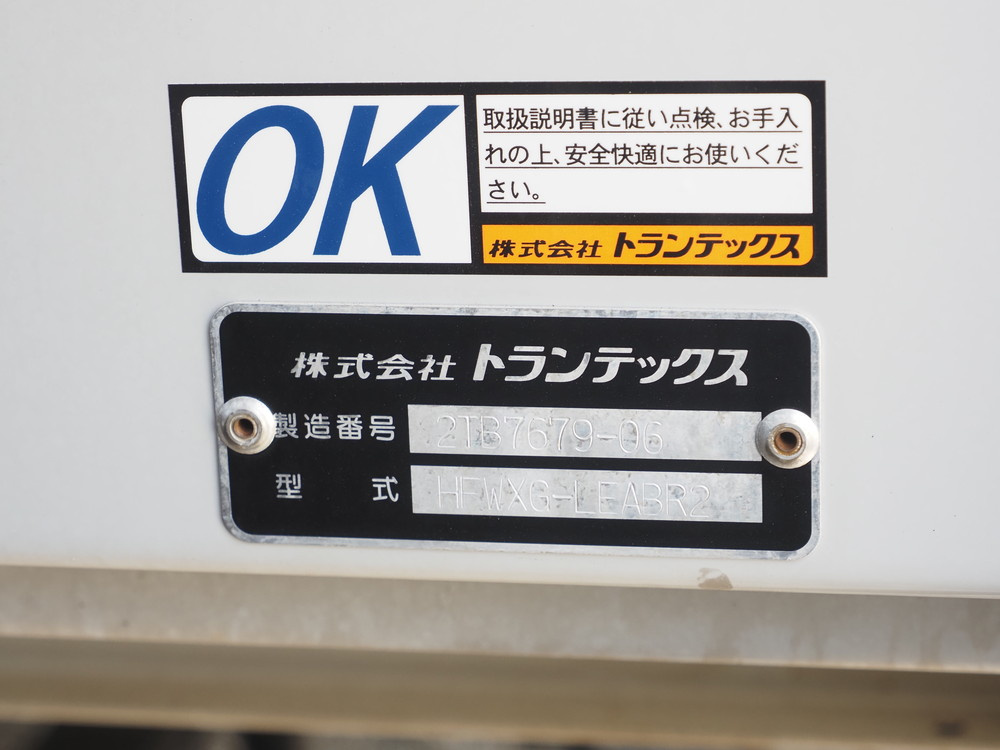 OK
取扱説明書に従い点検、お手入
れの上、安全快適にお使いくだ
さい。
株式会社 トランテックス
株式会社 トランテックス
製造番号 2TB7679-06
型 式 HFWXG-LEABR2